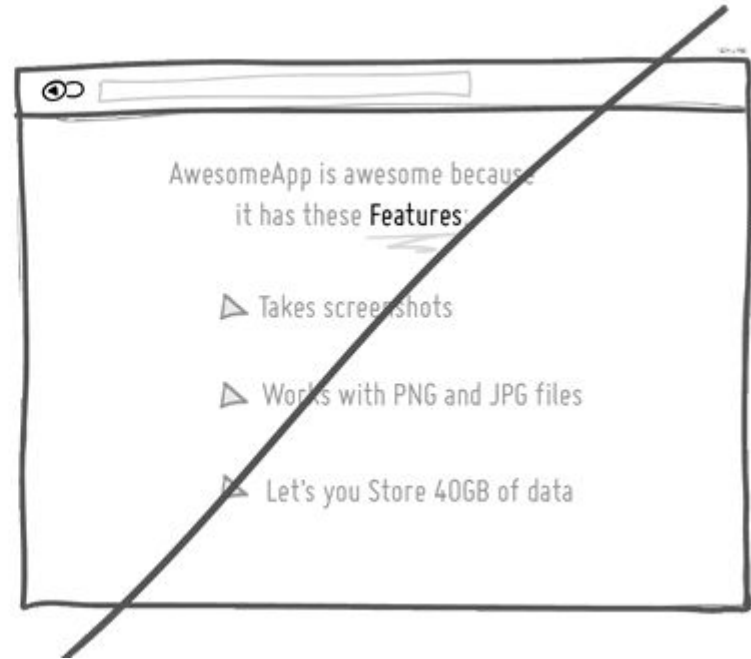 AwesomeApp is awesome because
it has these Features:
Takes screenshots
Works with PNG and JPG files
Let's you Store 40GB of data